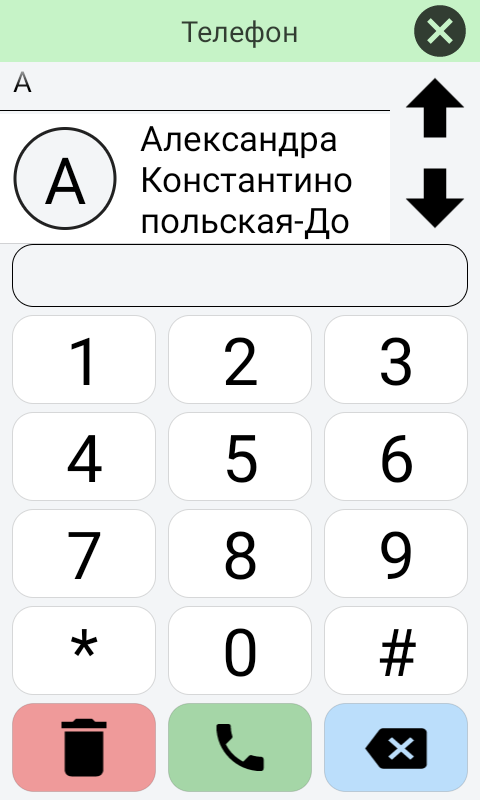 Телефон
А
А
Александра
Константино
польская-До
1 2 3
4 5 6
7 8 9
* 0 #